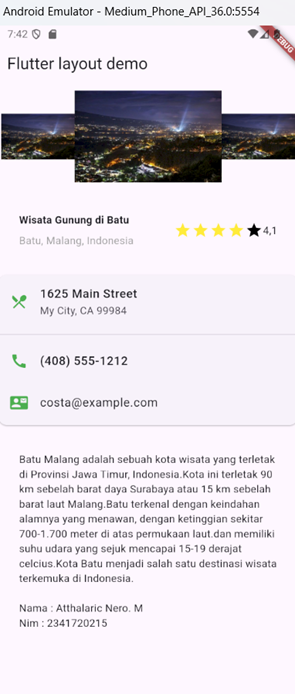 Android Emulator - Medium_Phone_API_36.0:5554
7:42
DEBUG
Flutter layout demo
Wisata Gunung di Batu
Batu, Malang, Indonesia
4,1
1625 Main Street
My City, CA 99984
(408) 555-1212
costa@example.com
Batu Malang adalah sebuah kota wisata yang terletak
di Provinsi Jawa Timur, Indonesia.Kota ini terletak 90
km sebelah barat daya Surabaya atau 15 km sebelah
barat laut Malang.Batu terkenal dengan keindahan
alamnya yang menawan, dengan ketinggian sekitar
700-1.700 meter di atas permukaan laut.dan memiliki
suhu udara yang sejuk mencapai 15-19 derajat
celcius.Kota Batu menjadi salah satu destinasi wisata
terkemuka di Indonesia.
Nama : Atthalaric Nero. M
Nim : 2341720215